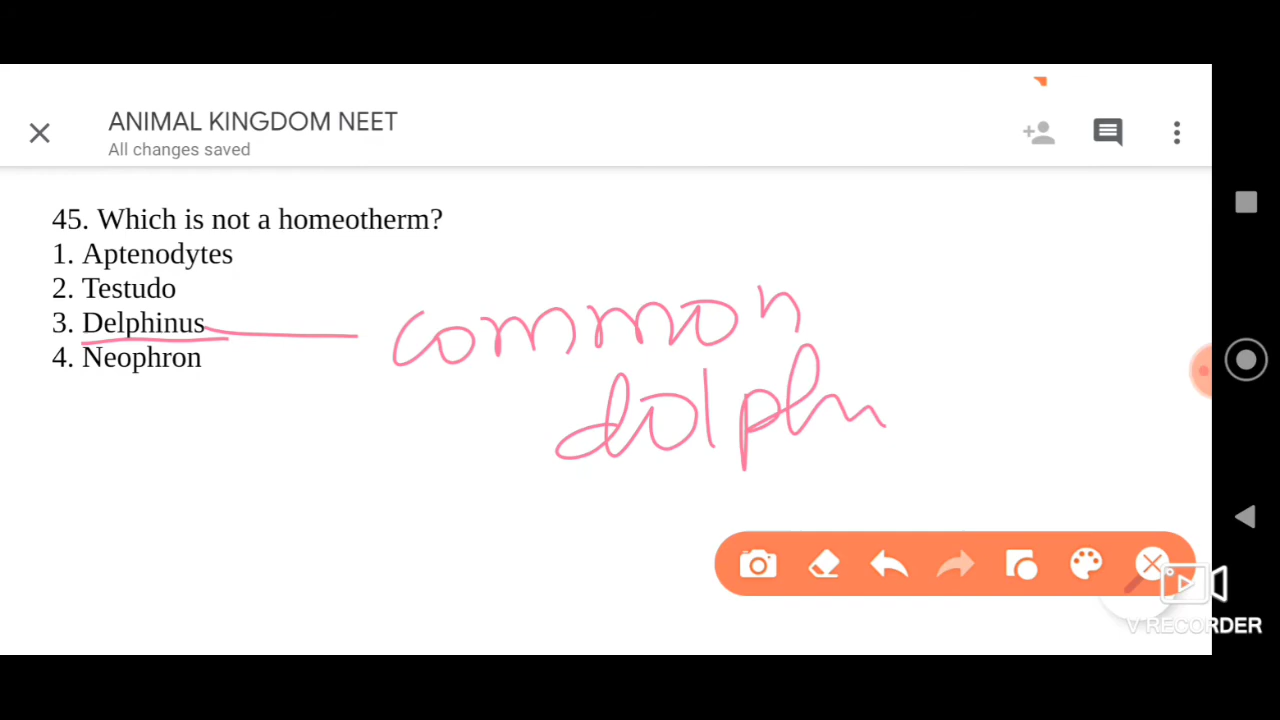 ANIMAL KINGDOM NEET
All changes saved
45. Which is not a homeotherm?
1. Aptenodytes
2. Testudo
3. Delphinus
4. Neophron
common
dolphn
V RECORDER